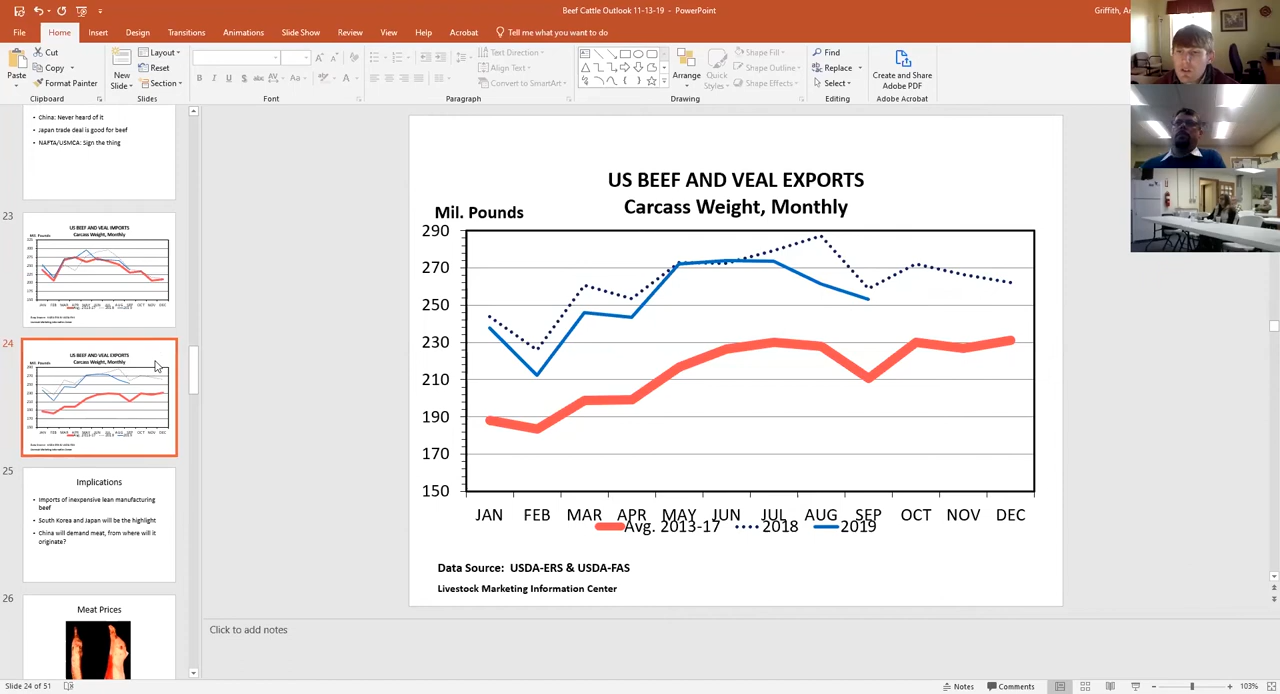 Beef Cattle Outlook 11-13-19 - PowerPoint
Griffith, An
File Home Insert Design Transitions Animations Slide Show Review View Help Acrobat Tell me what you want to do
Paste
Cut
Copy
Format Painter
Clipboard
New
Slide
Layout
Reset
Section
Slides
B I U S abc AV Aa A
Font
Text Direction
Align Text
Convert to SmartArt
Paragraph
Arrange
Quick
Styles
Shape Fill
Shape Outline
Shape Effects
Drawing
Find
Replace
Select
Editing
Create and Share
Adobe PDF
Adobe Acrobat
• China: Never heard of it
• Japan trade deal is good for beef
• NAFTA/USMCA: Sign the thing
23
US BEEF AND VEAL IMPORTS
Carcass Weight, Monthly
24
US BEEF AND VEAL EXPORTS
Carcass Weight, Monthly
25
Implications
• Imports of inexpensive lean manufacturing
beef
• South Korea and Japan will be the highlight
• China will demand meat, from where will it
originate?
26
Meat Prices
US BEEF AND VEAL EXPORTS
Carcass Weight, Monthly
Mil. Pounds
290
270
250
230
210
190
170
150
JAN FEB MAR APR MAY JUN JUL AUG SEP OCT NOV DEC
Avg. 2013-17 2018 2019
Data Source: USDA-ERS & USDA-FAS
Livestock Marketing Information Center
Click to add notes
Slide 24 of 51
Notes Comments
103%